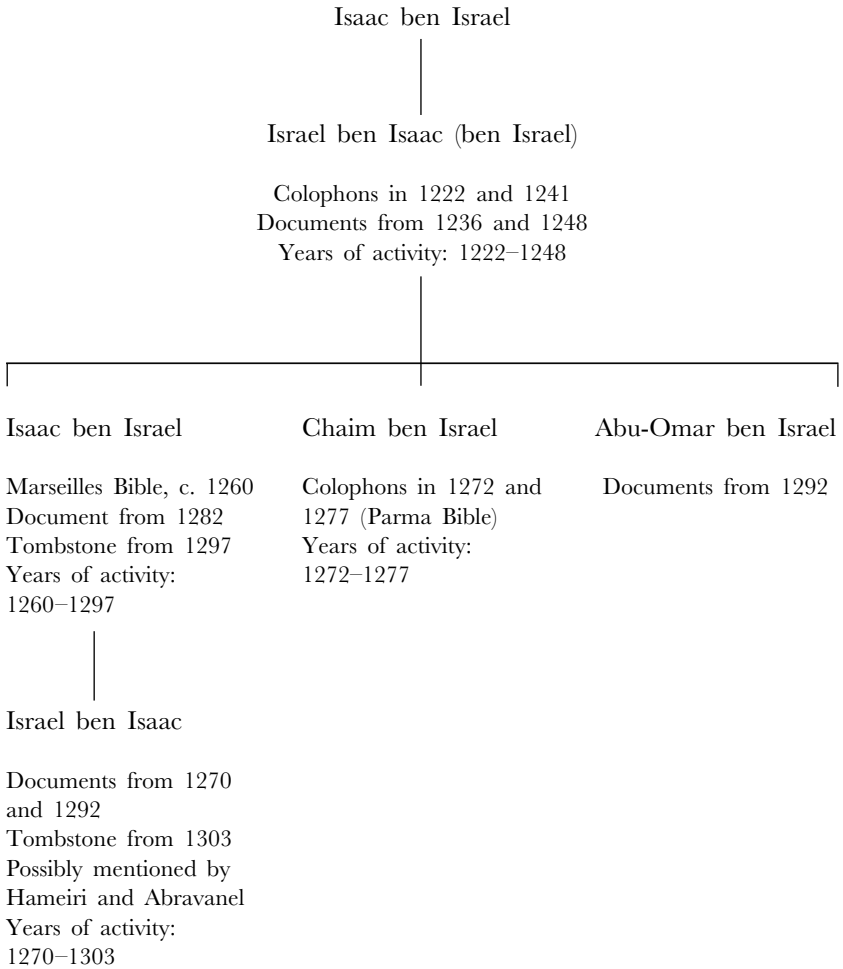 Isaac ben Israel
Israel ben Isaac (ben Israel)
Colophons in 1222 and 1241
Documents from 1236 and 1248
Years of activity: 1222–1248
Isaac ben Israel
Marseilles Bible, c. 1260
Document from 1282
Tombstone from 1297
Years of activity:
1260–1297
Chaim ben Israel
Colophons in 1272 and
1277 (Parma Bible)
Years of activity:
1272–1277
Abu-Omar ben Israel
Documents from 1292
Israel ben Isaac
Documents from 1270
and 1292
Tombstone from 1303
Possibly mentioned by
Hameiri and Abravanel
Years of activity:
1270–1303